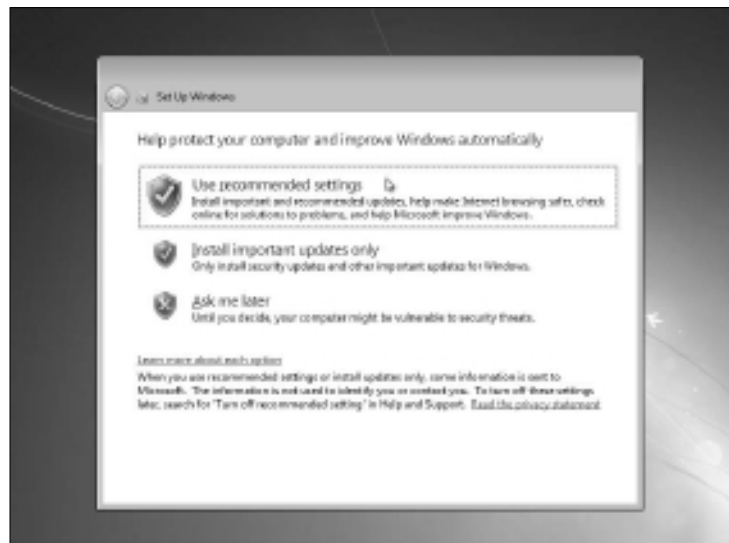 Set Up Windows
Help protect your computer and improve Windows automatically
Use recommended settings
Install important and recommended updates, help make Internet browsing safer, check
online for solutions to problems, and help Microsoft improve Windows.
Install important updates only
Only install security updates and other important updates for Windows.
Ask me later
Until you decide, your computer might be vulnerable to security threats.
Learn more about each option
When you use recommended settings or install updates only, some information is sent to
Microsoft. The information is not used to identify you or contact you. To turn off these settings
later, search for "Turn off recommended setting" in Help and Support. Read the privacy statement